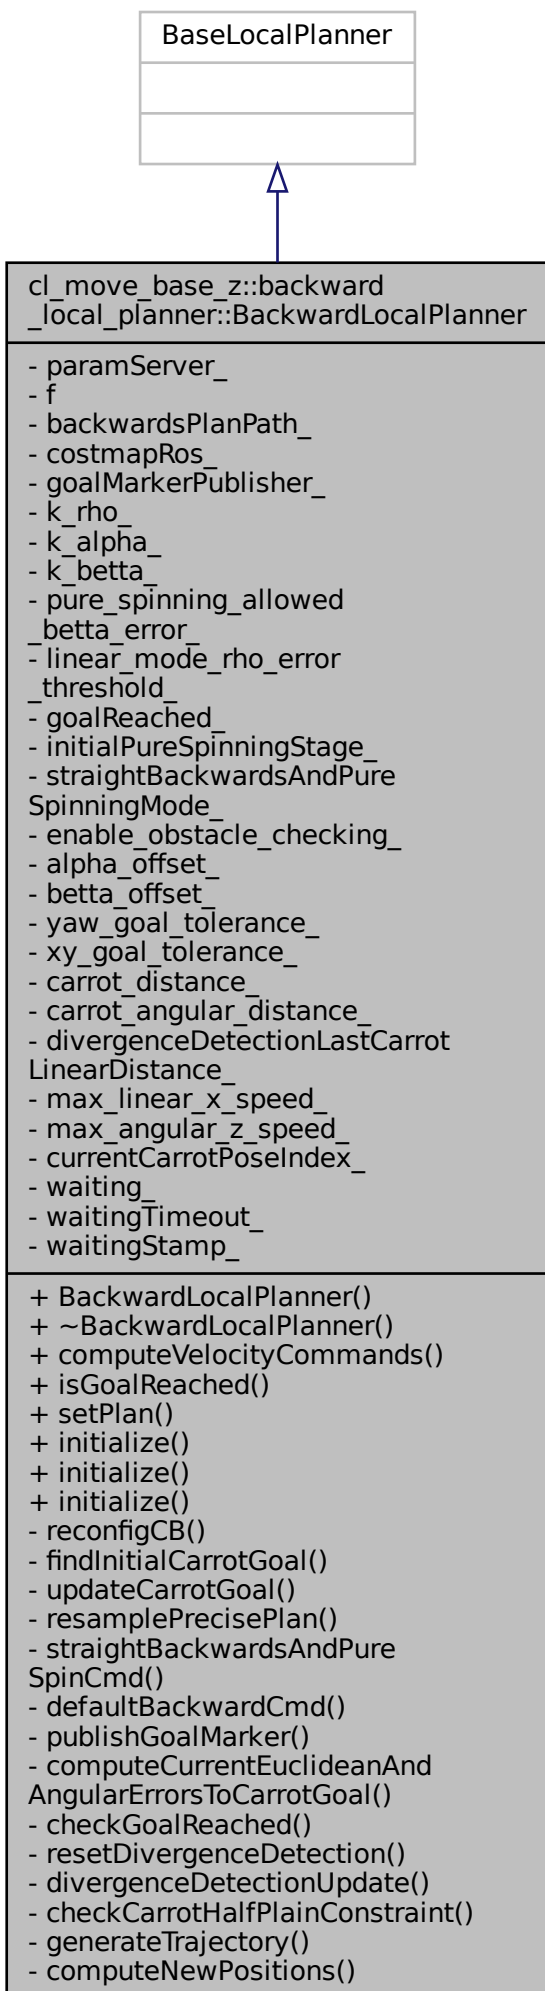 BaseLocalPlanner
cl_move_base_z::backward
_local_planner::BackwardLocalPlanner
- paramServer_
- f
- backwardsPlanPath_
- costmapRos_
- goalMarkerPublisher_
- k_rho_
- k_alpha_
- k_betta_
- pure_spinning_allowed
_betta_error_
- linear_mode_rho_error
_threshold_
- goalReached_
- initialPureSpinningStage_
- straightBackwardsAndPure
SpinningMode_
- enable_obstacle_checking_
- alpha_offset_
- betta_offset_
- yaw_goal_tolerance_
- xy_goal_tolerance_
- carrot_distance_
- carrot_angular_distance_
- divergenceDetectionLastCarrot
LinearDistance_
- max_linear_x_speed_
- max_angular_z_speed_
- currentCarrotPoseIndex_
- waiting_
- waitingTimeout_
- waitingStamp_
+ BackwardLocalPlanner()
+ ~BackwardLocalPlanner()
+ computeVelocityCommands()
+ isGoalReached()
+ setPlan()
+ initialize()
+ initialize()
+ initialize()
- reconfigCB()
- findInitialCarrotGoal()
- updateCarrotGoal()
- resamplePrecisePlan()
- straightBackwardsAndPure
SpinCmd()
- defaultBackwardCmd()
- publishGoalMarker()
- computeCurrentEuclideanAnd
AngularErrorsToCarrotGoal()
- checkGoalReached()
- resetDivergenceDetection()
- divergenceDetectionUpdate()
- checkCarrotHalfPlainConstraint()
- generateTrajectory()
- computeNewPositions()